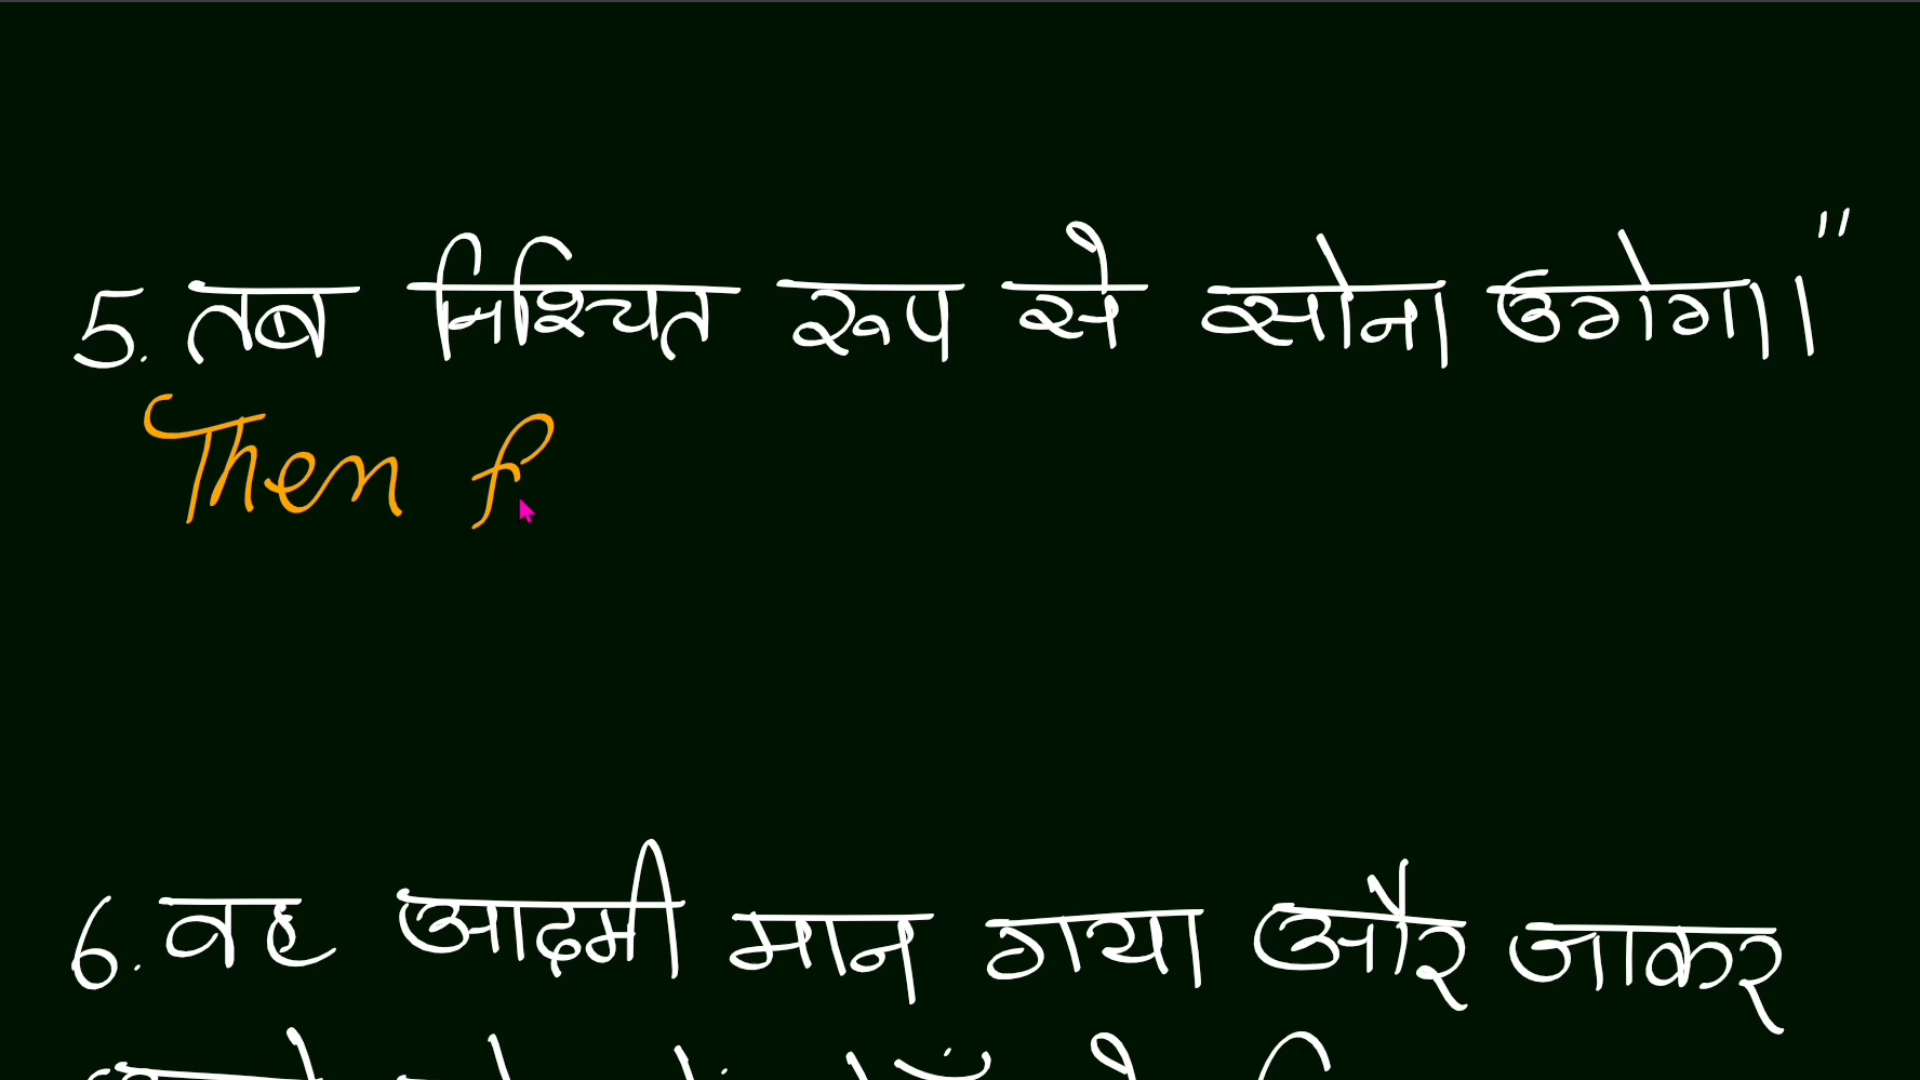 5. तब निश्चित रूप से सोना उगेगा।"
Then f
6. वह आदमी मान गया और जाकर